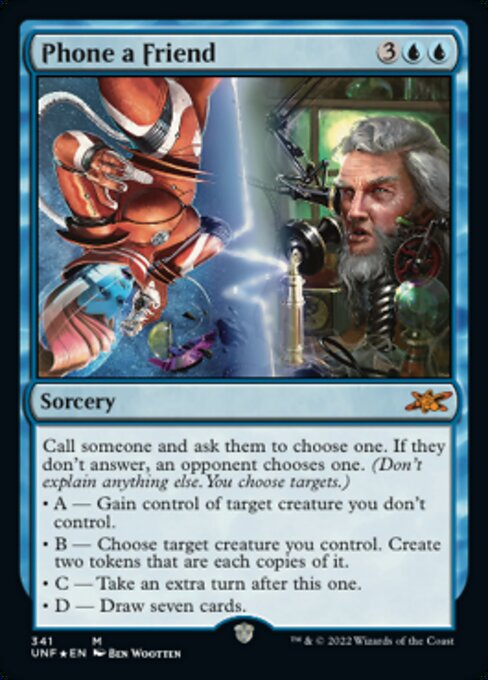 Phone a Friend 3
Sorcery
Call someone and ask them to choose one. If they
don't answer, an opponent chooses one. (Don't
explain anything else. You choose targets.)
• A — Gain control of target creature you don't
control.
• B — Choose target creature you control. Create
two tokens that are each copies of it.
• C — Take an extra turn after this one.
• D — Draw seven cards.
341 M
UNF★EN Ben Wootten
™ & © 2022 Wizards of the Coast